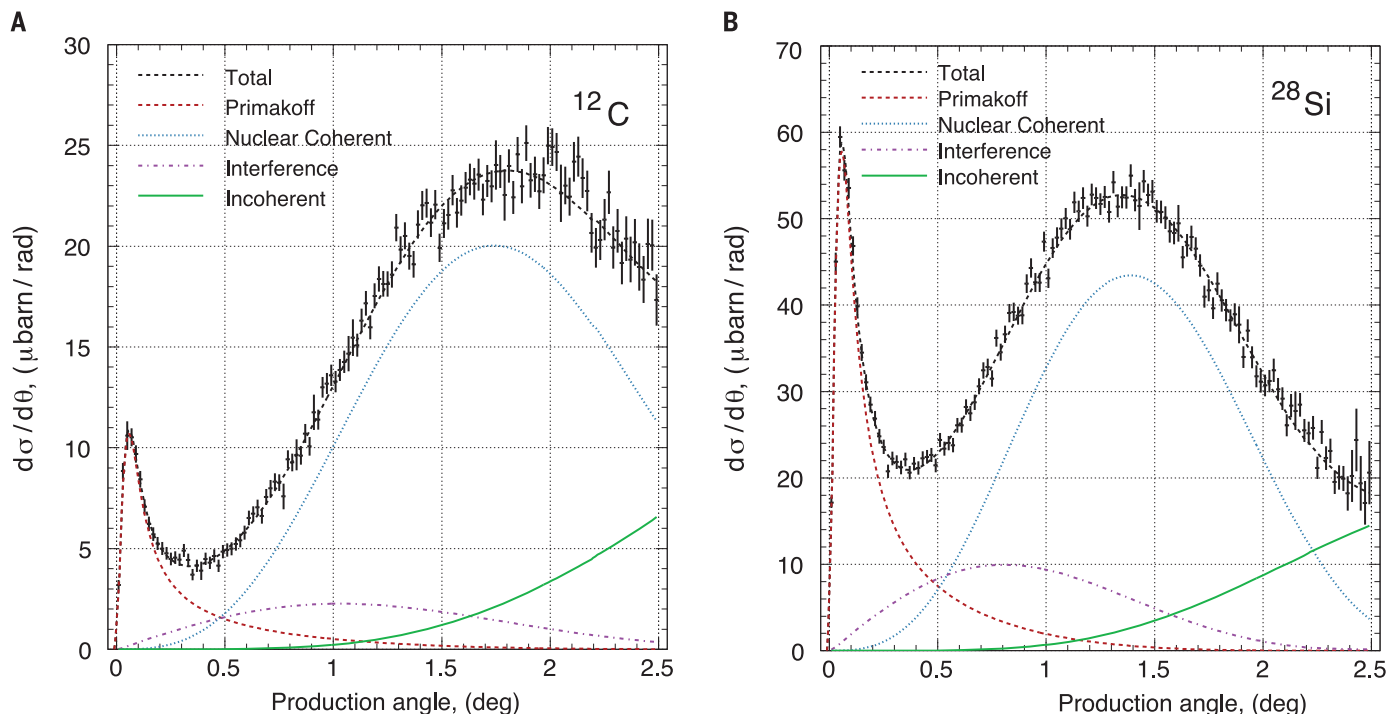 A
30
25
20
15
10
5
0
dσ/dθ, (μbarn/rad)
Total
Primakoff
Nuclear Coherent
Interference
Incoherent
¹²C
0 0.5 1 1.5 2 2.5
Production angle, (deg)
B
70
60
50
40
30
20
10
0
dσ/dθ, (μbarn/rad)
Total
Primakoff
Nuclear Coherent
Interference
Incoherent
²⁸Si
0 0.5 1 1.5 2 2.5
Production angle, (deg)